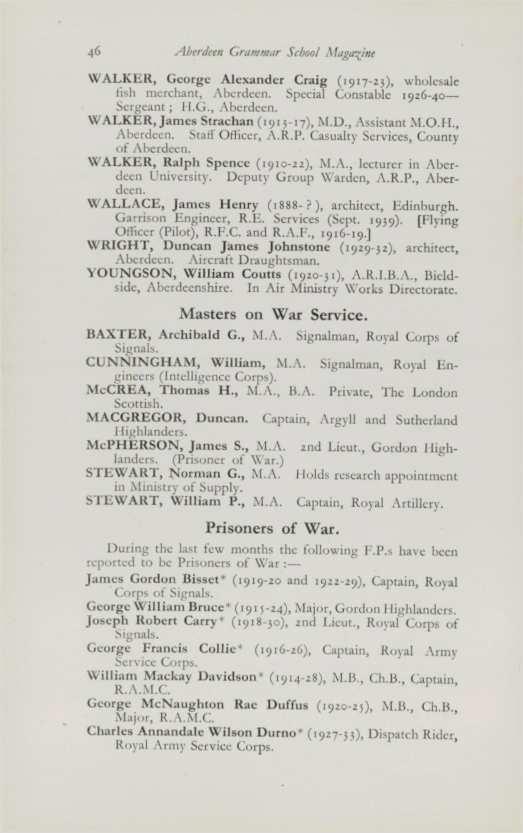 46 Aberdeen Grammar School Magazine
WALKER, George Alexander Craig (1917-23), wholesale
fish merchant, Aberdeen. Special Constable 1926-40—
Sergeant ; H.G., Aberdeen.
WALKER, James Strachan (1913-17), M.D., Assistant M.O.H.,
Aberdeen. Staff Officer, A.R.P. Casualty Services, County
of Aberdeen.
WALKER, Ralph Spence (1910-22), M.A., lecturer in Aber-
deen University. Deputy Group Warden, A.R.P., Aber-
deen.
WALLACE, James Henry (1888- ? ), architect, Edinburgh.
Garrison Engineer, R.E. Services (Sept. 1939). [Flying
Officer (Pilot), R.F.C. and R.A.F., 1916-19.]
WRIGHT, Duncan James Johnstone (1929-32), architect,
Aberdeen. Aircraft Draughtsman.
YOUNGSON, William Coutts (1920-31), A.R.I.B.A., Bield-
side, Aberdeenshire. In Air Ministry Works Directorate.
Masters on War Service.
BAXTER, Archibald G., M.A. Signalman, Royal Corps of
Signals.
CUNNINGHAM, William, M.A. Signalman, Royal En-
gineers (Intelligence Corps).
McCREA, Thomas H., M.A., B.A. Private, The London
Scottish.
MACGREGOR, Duncan. Captain, Argyll and Sutherland
Highlanders.
McPHERSON, James S., M.A. 2nd Lieut., Gordon High-
landers. (Prisoner of War.)
STEWART, Norman G., M.A. Holds research appointment
in Ministry of Supply.
STEWART, William P., M.A. Captain, Royal Artillery.
Prisoners of War.
During the last few months the following F.P.s have been
reported to be Prisoners of War :—
James Gordon Bisset* (1919-20 and 1922-29), Captain, Royal
Corps of Signals.
George William Bruce* (1915-24), Major, Gordon Highlanders.
Joseph Robert Carry* (1918-30), 2nd Lieut., Royal Corps of
Signals.
George Francis Collie* (1916-26), Captain, Royal Army
Service Corps.
William Mackay Davidson* (1914-28), M.B., Ch.B., Captain,
R.A.M.C.
George McNaughton Rae Duffus (1920-25), M.B., Ch.B.,
Major, R.A.M.C.
Charles Annandale Wilson Durno* (1927-33), Dispatch Rider,
Royal Army Service Corps.